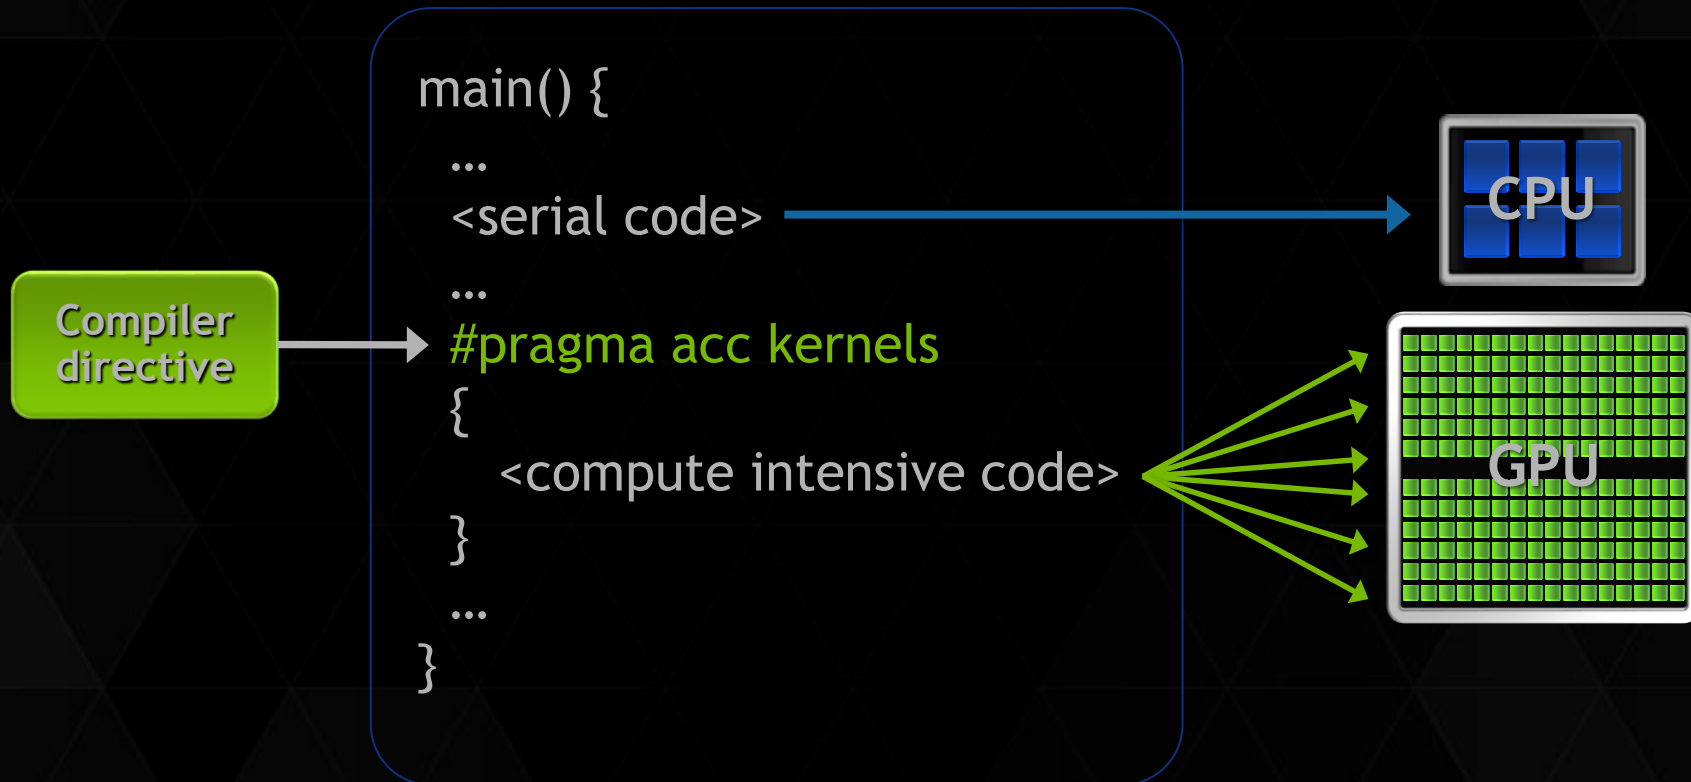 main() {
...
<serial code>
CPU
...
Compiler
directive
#pragma acc kernels
{
<compute intensive code>
GPU
}
...
}